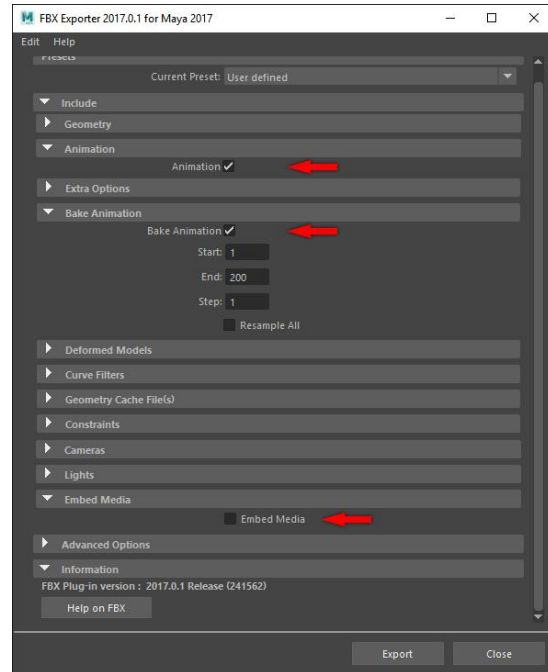 FBX Exporter 2017.0.1 for Maya 2017
Edit Help
Presets
Current Preset: User defined
Include
Geometry
Animation
Animation
Extra Options
Bake Animation
Bake Animation
Start: 1
End: 200
Step: 1
Resample All
Deformed Models
Curve Filters
Geometry Cache File(s)
Constraints
Cameras
Lights
Embed Media
Embed Media
Advanced Options
Information
FBX Plug-in version : 2017.0.1 Release (241562)
Help on FBX
Export Close